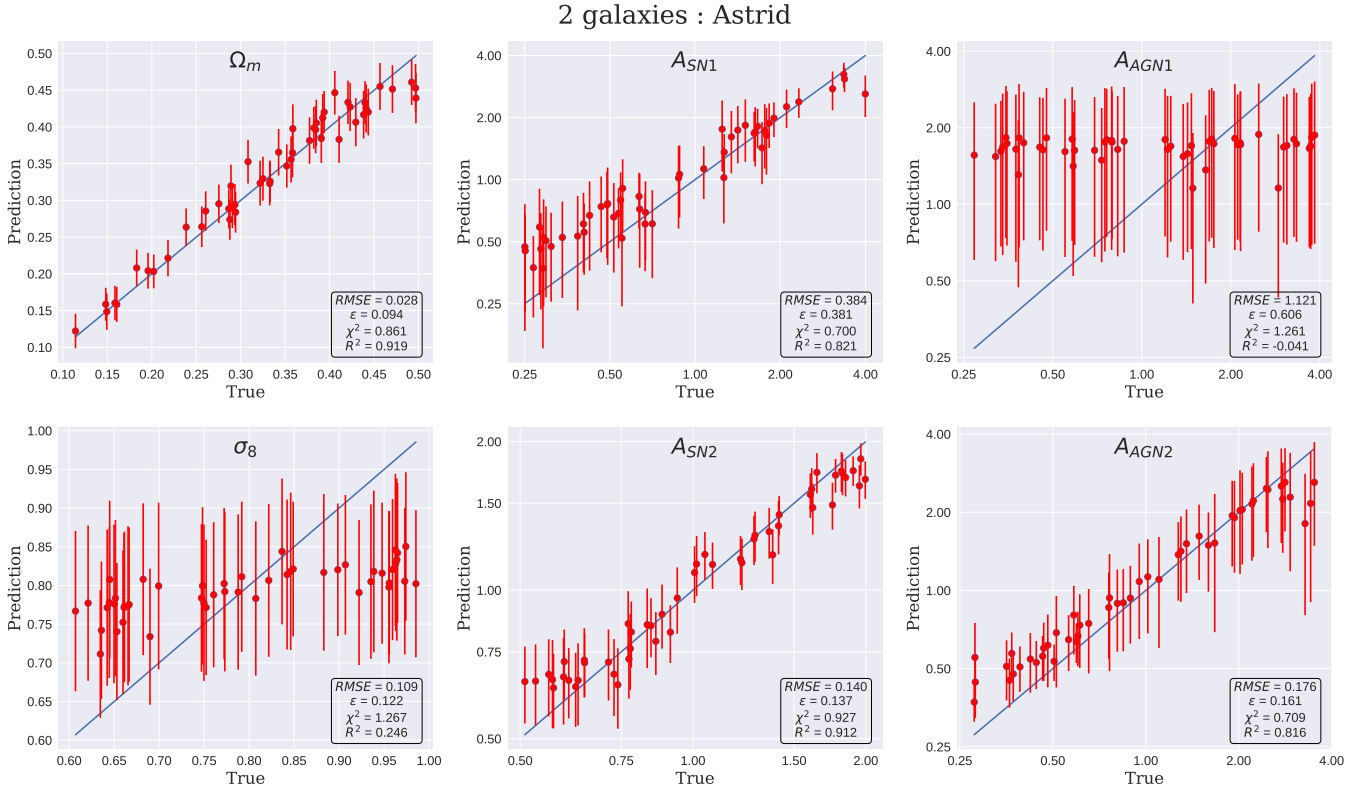 2 galaxies : Astrid
Ωm
Prediction
0.50
0.45
0.40
0.35
0.30
0.25
0.20
0.15
0.10
RMSE = 0.028
ε = 0.094
χ² = 0.861
R² = 0.919
0.10 0.15 0.20 0.25 0.30 0.35 0.40 0.45 0.50
True
A_SN1
Prediction
4.00
2.00
1.00
0.50
0.25
RMSE = 0.384
ε = 0.381
χ² = 0.700
R² = 0.821
0.25 0.50 1.00 2.00 4.00
True
A_AGN1
Prediction
4.00
2.00
1.00
0.50
0.25
RMSE = 1.121
ε = 0.606
χ² = 1.261
R² = -0.041
0.25 0.50 1.00 2.00 4.00
True
σ8
Prediction
1.00
0.95
0.90
0.85
0.80
0.75
0.70
0.65
0.60
RMSE = 0.109
ε = 0.122
χ² = 1.267
R² = 0.246
0.60 0.65 0.70 0.75 0.80 0.85 0.90 0.95 1.00
True
A_SN2
Prediction
2.00
1.50
1.00
0.75
0.50
RMSE = 0.140
ε = 0.137
χ² = 0.927
R² = 0.912
0.50 0.75 1.00 1.50 2.00
True
A_AGN2
Prediction
4.00
2.00
1.00
0.50
0.25
RMSE = 0.176
ε = 0.161
χ² = 0.709
R² = 0.816
0.25 0.50 1.00 2.00 4.00
True